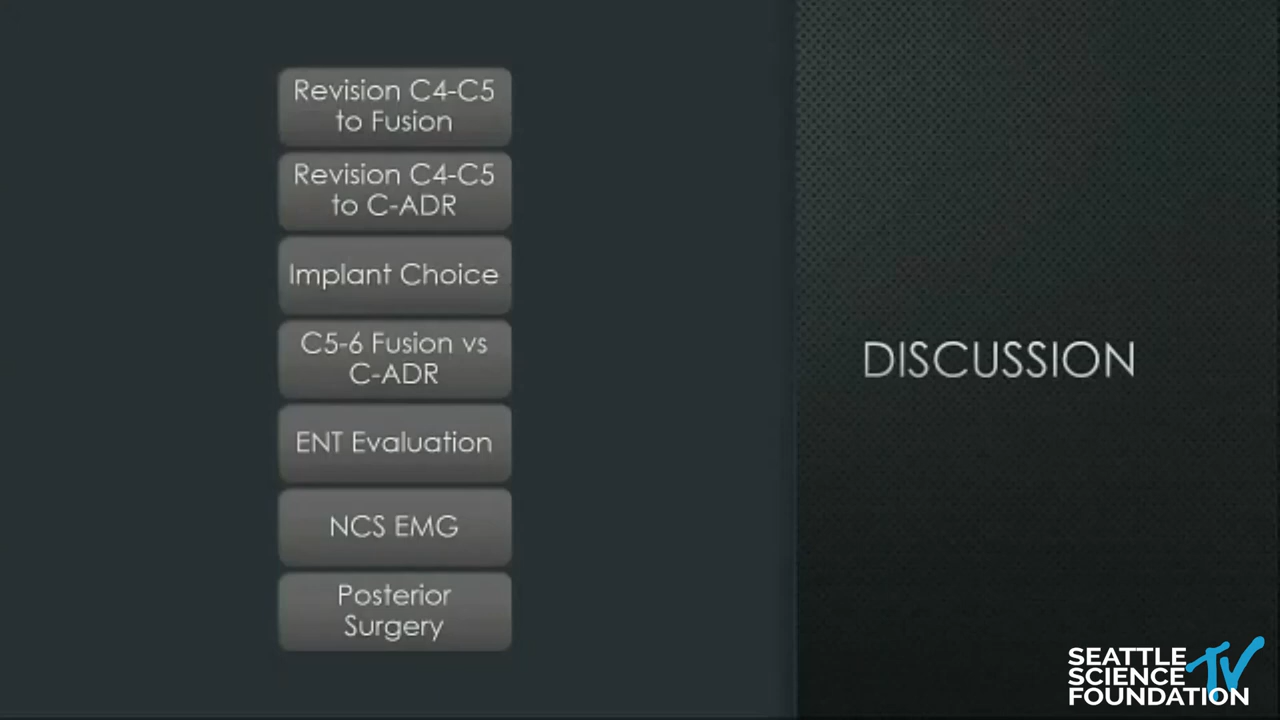 Revision C4-C5
to Fusion
Revision C4-C5
to C-ADR
Implant Choice
C5-6 Fusion vs
C-ADR
ENT Evaluation
NCS EMG
Posterior
Surgery
DISCUSSION
SEATTLE
SCIENCE TV
FOUNDATION